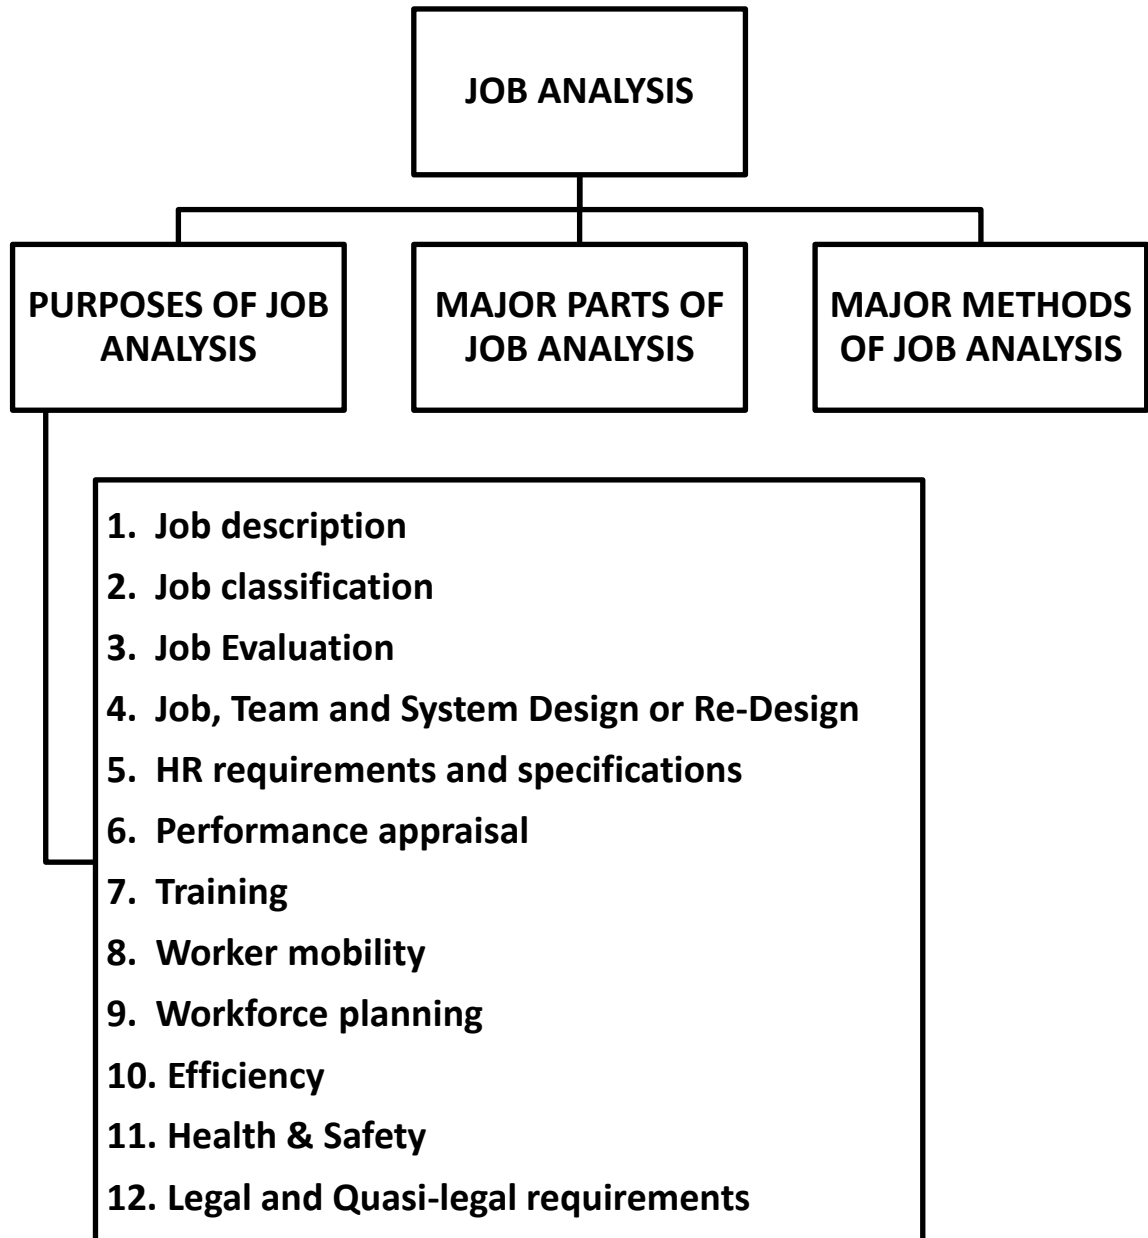 JOB ANALYSIS
PURPOSES OF JOB
ANALYSIS
MAJOR PARTS OF
JOB ANALYSIS
MAJOR METHODS
OF JOB ANALYSIS
1. Job description
2. Job classification
3. Job Evaluation
4. Job, Team and System Design or Re-Design
5. HR requirements and specifications
6. Performance appraisal
7. Training
8. Worker mobility
9. Workforce planning
10. Efficiency
11. Health & Safety
12. Legal and Quasi-legal requirements